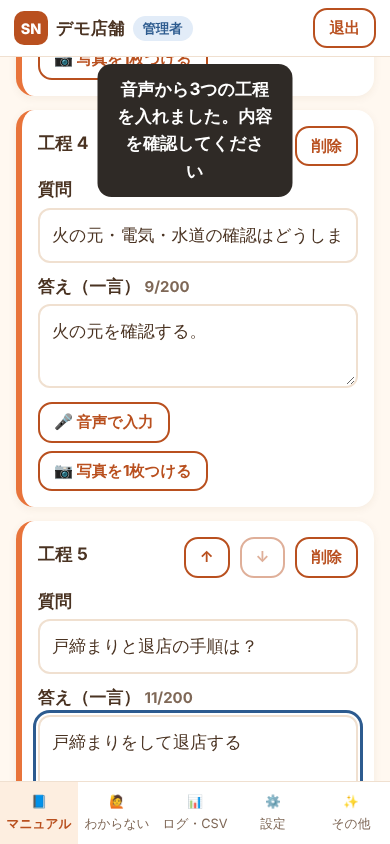 SN デモ店舗 管理者 退出
音声から3つの工程
を入れました。内容
を確認してくださ
い
工程 4 削除
質問
火の元・電気・水道の確認はどうしま
答え（一言） 9/200
火の元を確認する。
🎤 音声で入力
📷 写真を1枚つける
工程 5 ↑ ↓ 削除
質問
戸締まりと退店の手順は？
答え（一言） 11/200
戸締まりをして退店する
マニュアル わからない ログ・CSV 設定 その他